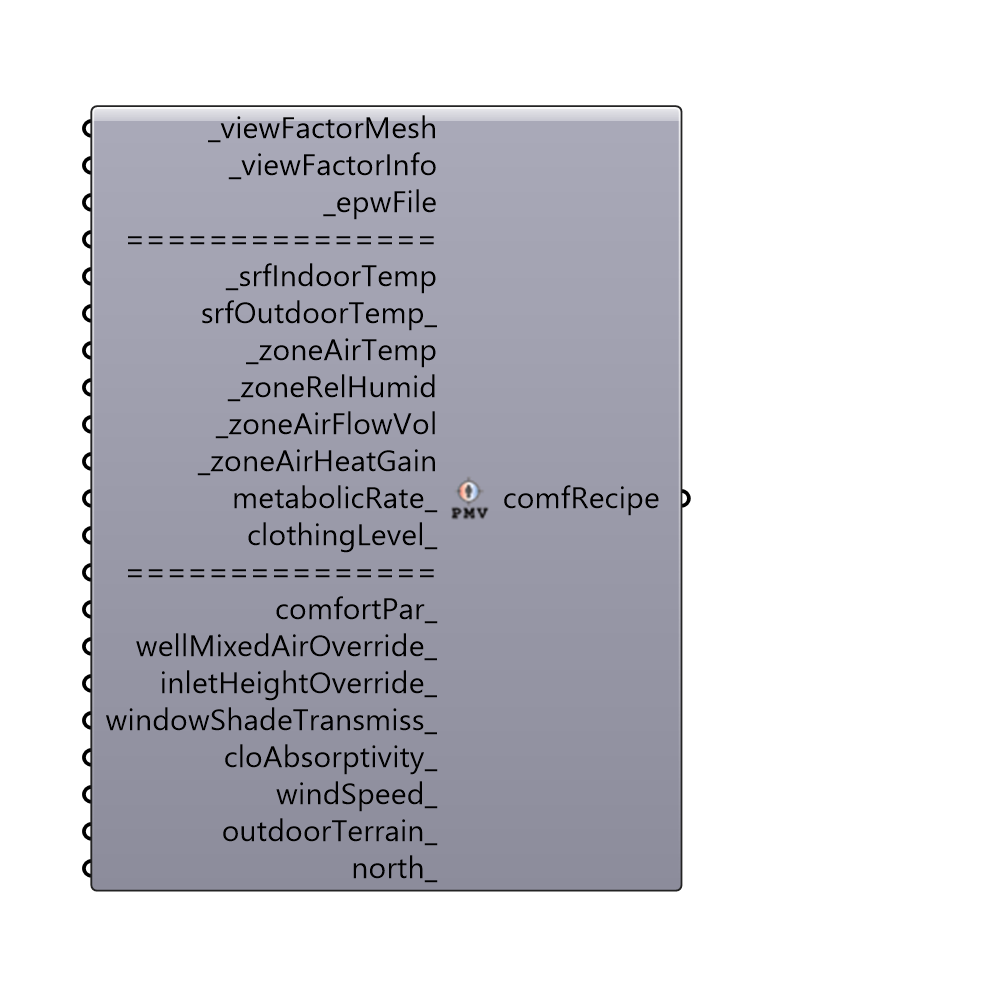 _viewFactorMesh
_viewFactorInfo
_epwFile
===============
_srfIndoorTemp
srfOutdoorTemp_
_zoneAirTemp
_zoneRelHumid
_zoneAirFlowVol
_zoneAirHeatGain
metabolicRate_
clothingLevel_
===============
comfortPar_
wellMixedAirOverride_
inletHeightOverride_
windowShadeTransmiss_
cloAbsorptivity_
windSpeed_
outdoorTerrain_
north_
PMV
comfRecipe